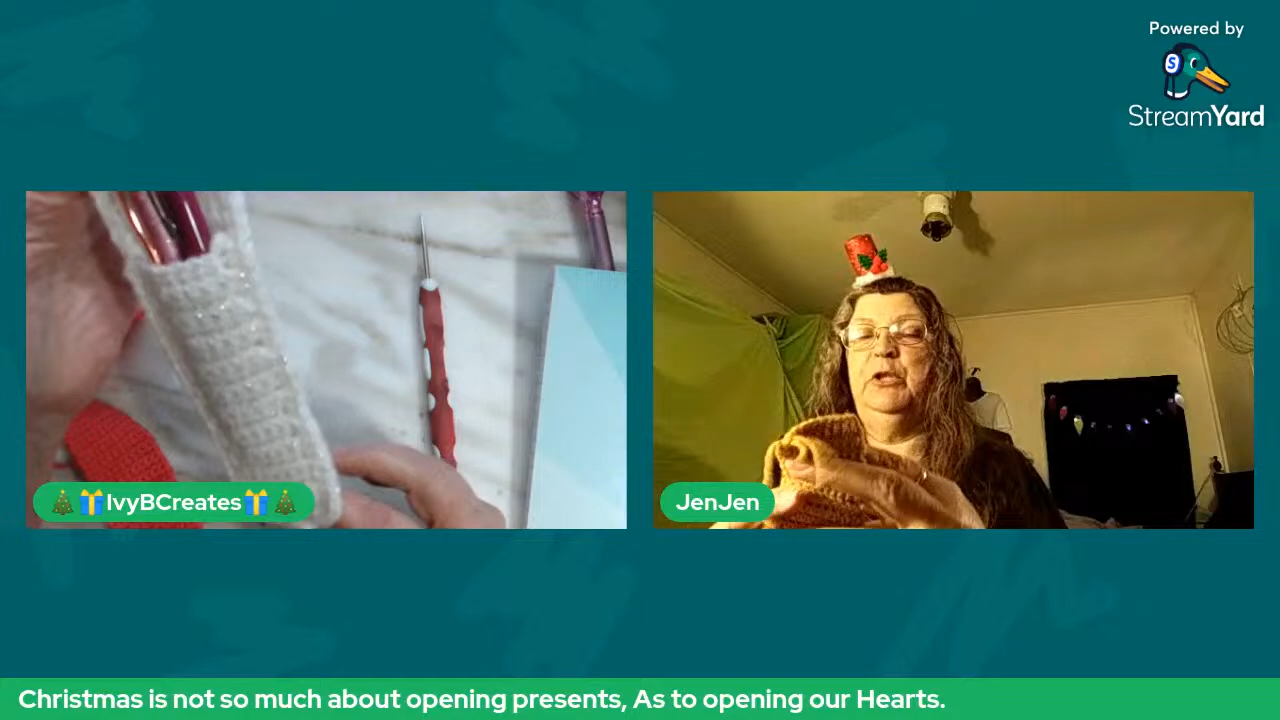 Powered by
S
StreamYard
🎄🎁IvyBCreates🎁🎄
JenJen
Christmas is not so much about opening presents, As to opening our Hearts.